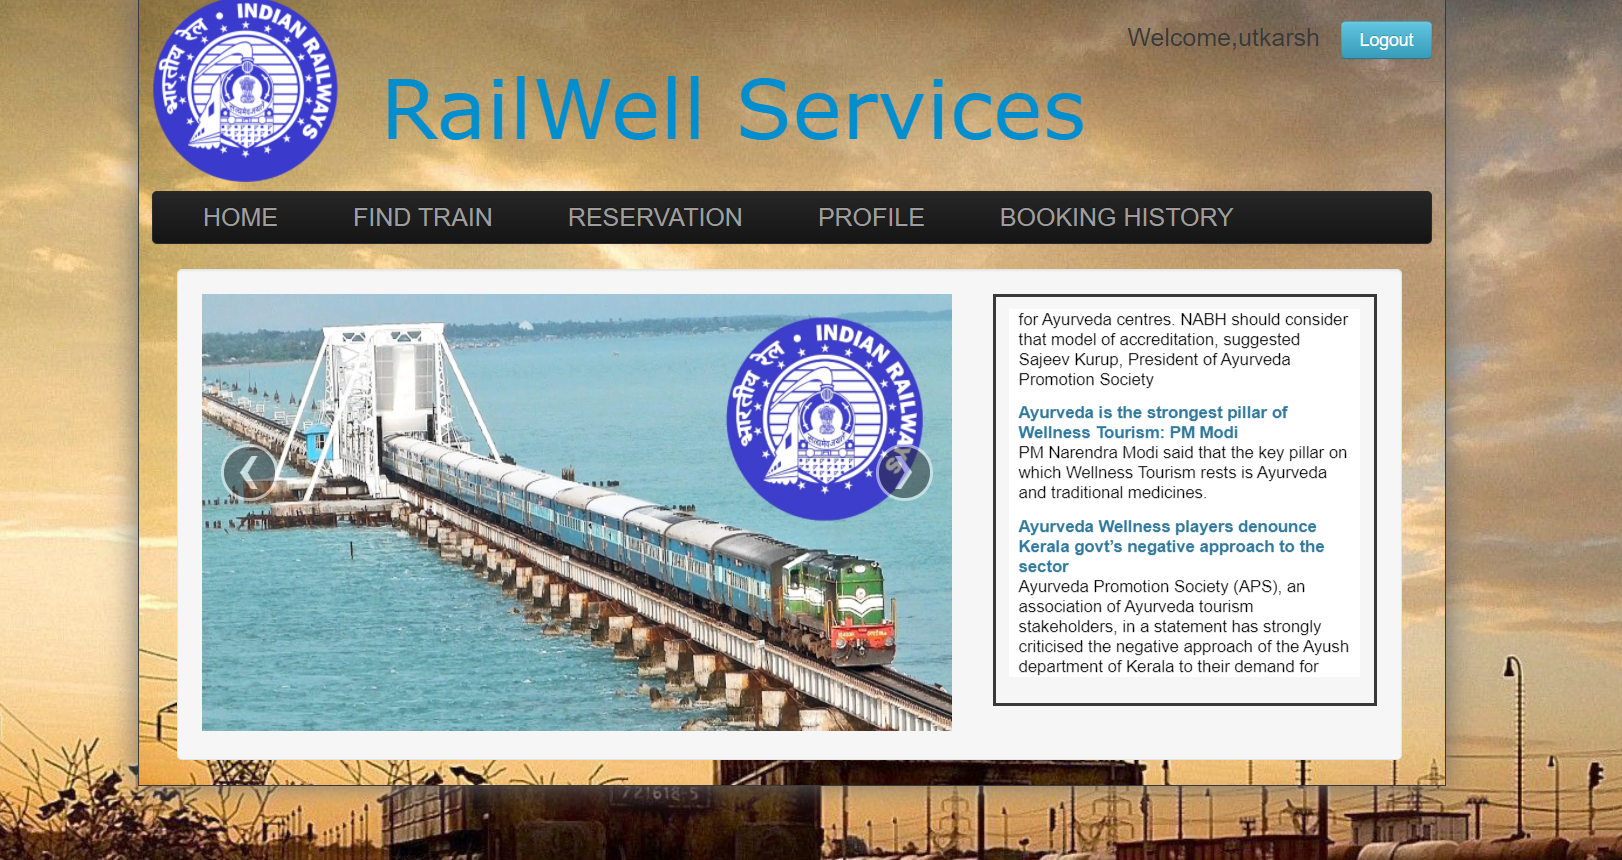 भारतीय रेल • INDIAN RAILWAYS
Welcome,utkarsh
Logout
RailWell Services
HOME
FIND TRAIN
RESERVATION
PROFILE
BOOKING HISTORY
भारतीय रेल • INDIAN RAILWAYS
for Ayurveda centres. NABH should consider
that model of accreditation, suggested
Sajeev Kurup, President of Ayurveda
Promotion Society
Ayurveda is the strongest pillar of
Wellness Tourism: PM Modi
PM Narendra Modi said that the key pillar on
which Wellness Tourism rests is Ayurveda
and traditional medicines.
Ayurveda Wellness players denounce
Kerala govt’s negative approach to the
sector
Ayurveda Promotion Society (APS), an
association of Ayurveda tourism
stakeholders, in a statement has strongly
criticised the negative approach of the Ayush
department of Kerala to their demand for
721618-5